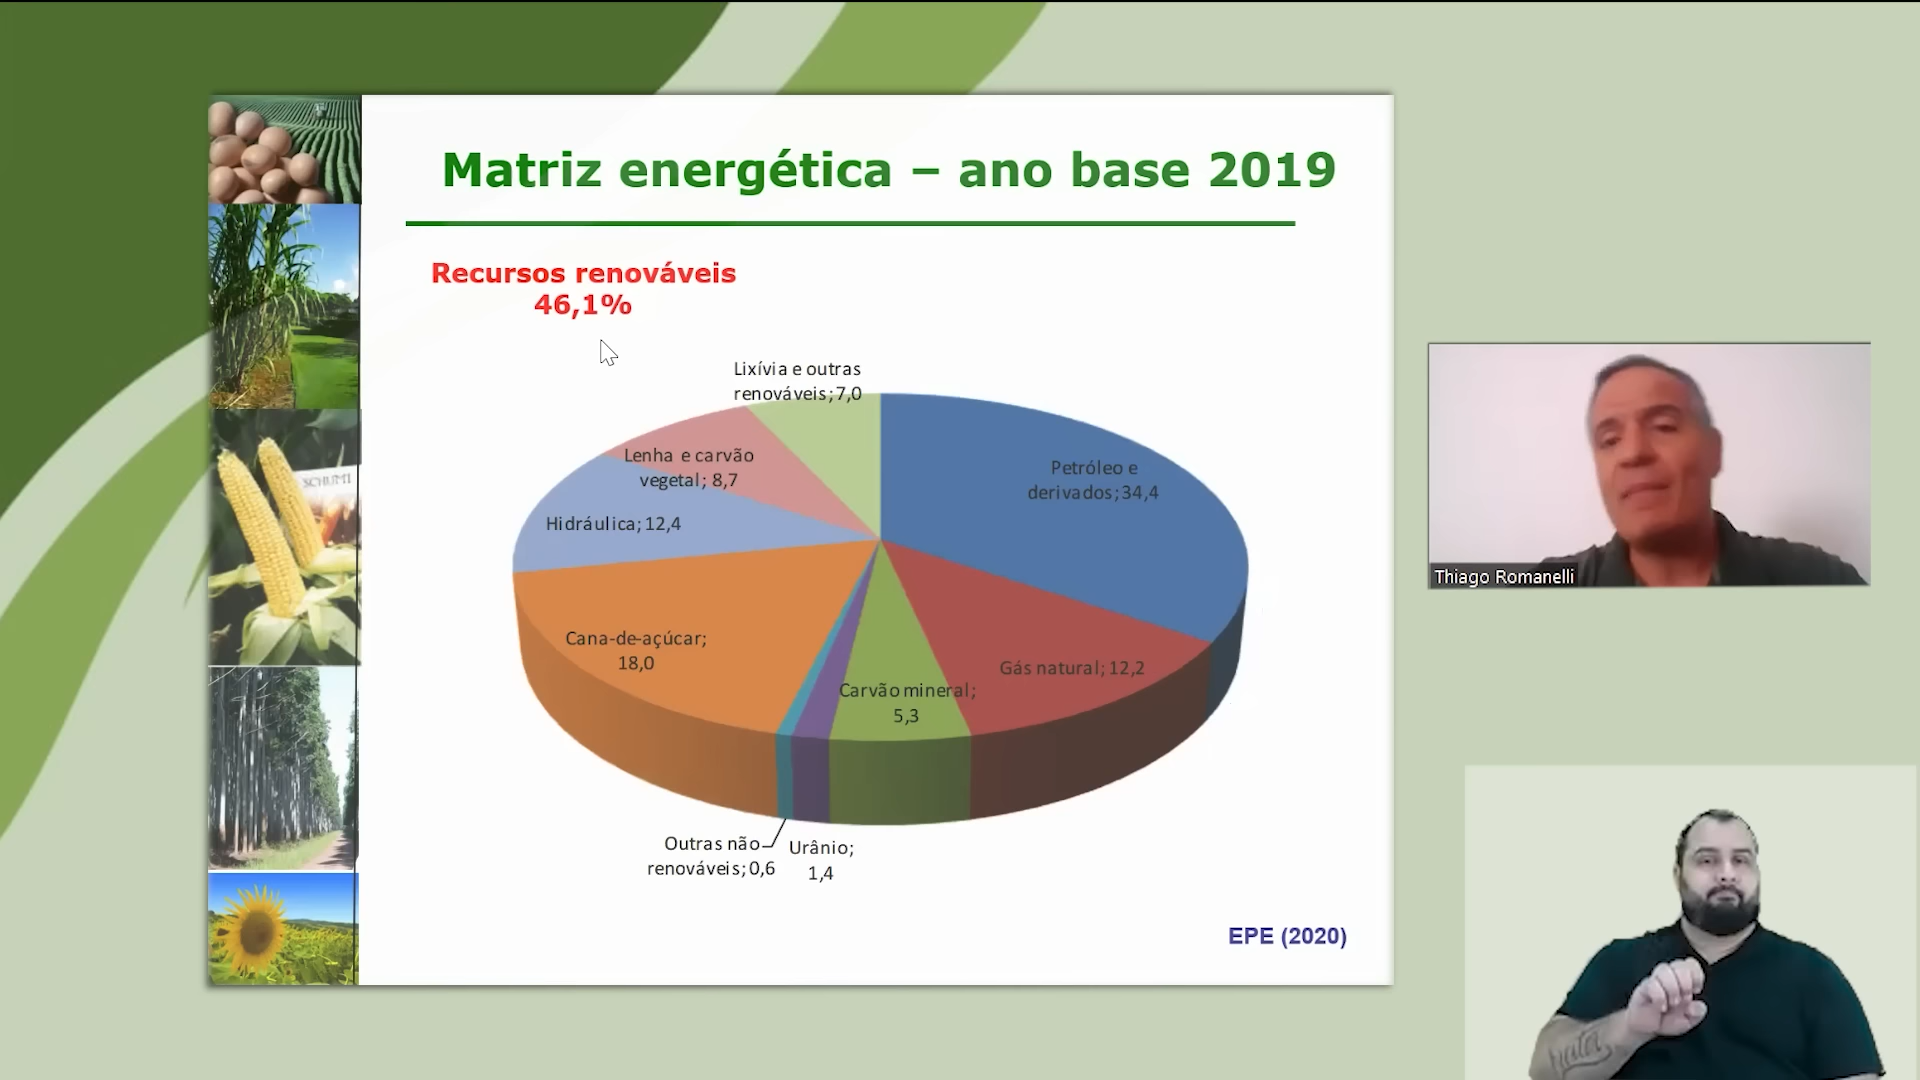 Matriz energética – ano base 2019
Recursos renováveis
46,1%
Lixívia e outras
renováveis; 7,0
Lenha e carvão
vegetal; 8,7
Petróleo e
derivados; 34,4
Hidráulica; 12,4
Cana-de-açúcar;
18,0
Gás natural; 12,2
Carvão mineral;
5,3
Outras não
renováveis; 0,6
Urânio;
1,4
EPE (2020)
Thiago Romanelli